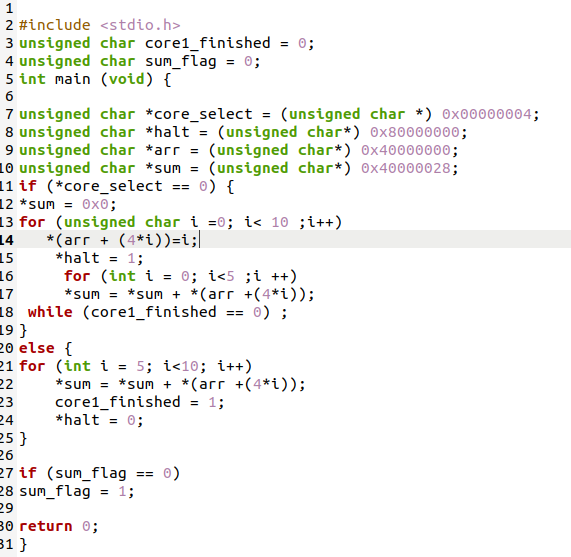 1
2 #include <stdio.h>
3 unsigned char core1_finished = 0;
4 unsigned char sum_flag = 0;
5 int main (void) {
6
7 unsigned char *core_select = (unsigned char *) 0x00000004;
8 unsigned char *halt = (unsigned char*) 0x80000000;
9 unsigned char *arr = (unsigned char*) 0x40000000;
10 unsigned char *sum = (unsigned char*) 0x40000028;
11 if (*core_select == 0) {
12 *sum = 0x0;
13 for (unsigned char i =0; i< 10 ;i++)
14    *(arr + (4*i))=i;
15     *halt = 1;
16      for (int i = 0; i<5 ;i ++)
17      *sum = *sum + *(arr +(4*i));
18  while (core1_finished == 0) ;
19 }
20 else {
21 for (int i = 5; i<10; i++)
22     *sum = *sum + *(arr +(4*i));
23     core1_finished = 1;
24     *halt = 0;
25 }
26
27 if (sum_flag == 0)
28 sum_flag = 1;
29
30 return 0;
31 }